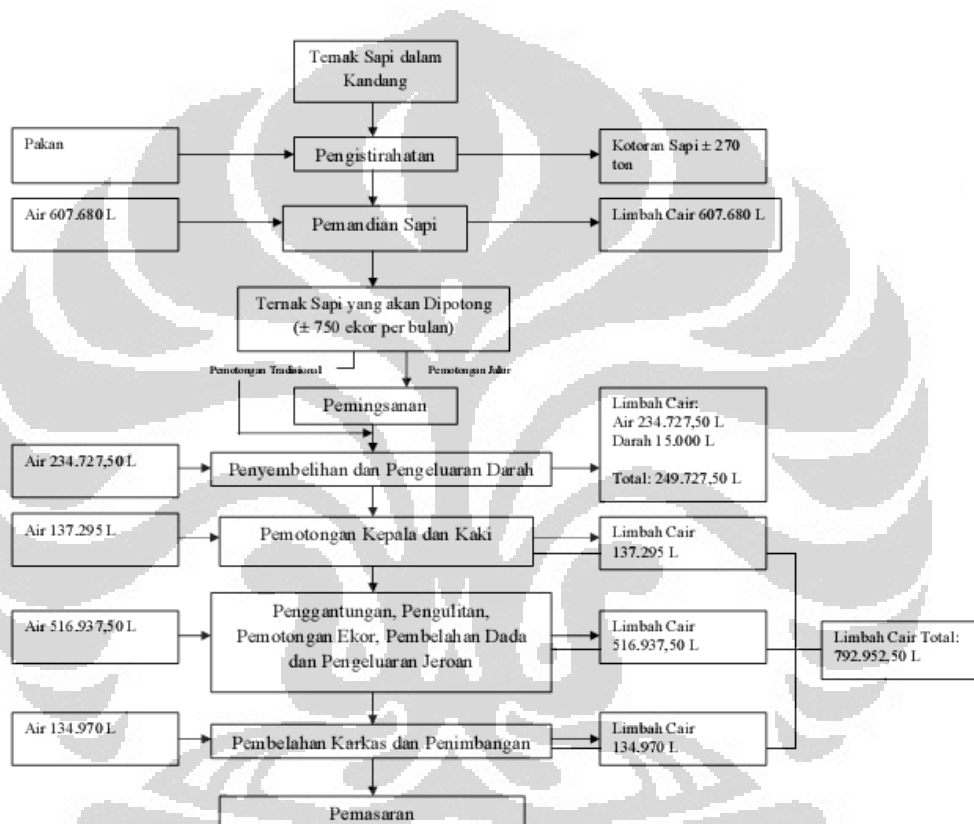 Ternak Sapi dalam
Kandang
Pakan
Pengistirahatan
Kotoran Sapi ± 270
ton
Air 607.680 L
Pemandian Sapi
Limbah Cair 607.680 L
Ternak Sapi yang akan Dipotong
(± 750 ekor per bulan)
Pemotongan Tradisional
Pemotongan Jalur
Pemingsanan
Limbah Cair:
Air 234.727,50 L
Darah 15.000 L
Total: 249.727,50 L
Air 234.727,50 L
Penyembelihan dan Pengeluaran Darah
Air 137.295 L
Pemotongan Kepala dan Kaki
Limbah Cair
137.295 L
Air 516.937,50 L
Penggantungan, Pengulitan,
Pemotongan Ekor, Pembelahan Dada
dan Pengeluaran Jeroan
Limbah Cair
516.937,50 L
Limbah Cair Total:
792.952,50 L
Air 134.970 L
Pembelahan Karkas dan Penimbangan
Limbah Cair
134.970 L
Pemasaran